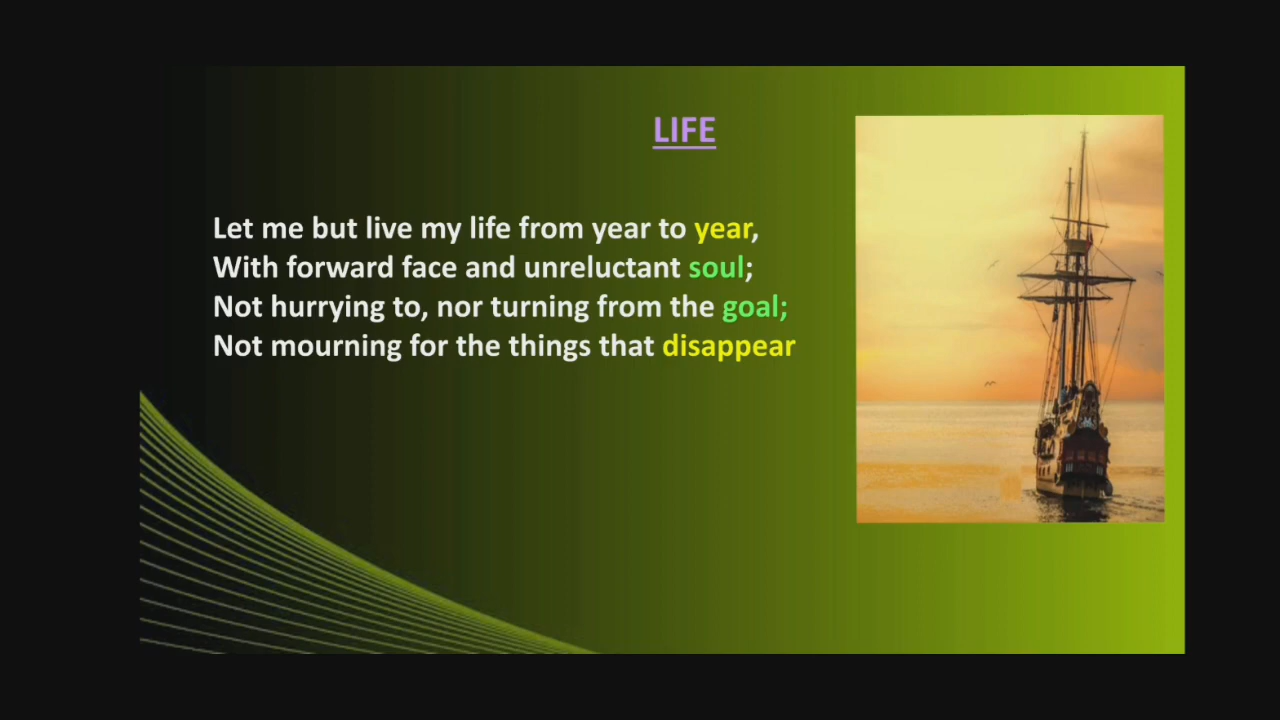 LIFE
Let me but live my life from year to year,
With forward face and unreluctant soul;
Not hurrying to, nor turning from the goal;
Not mourning for the things that disappear